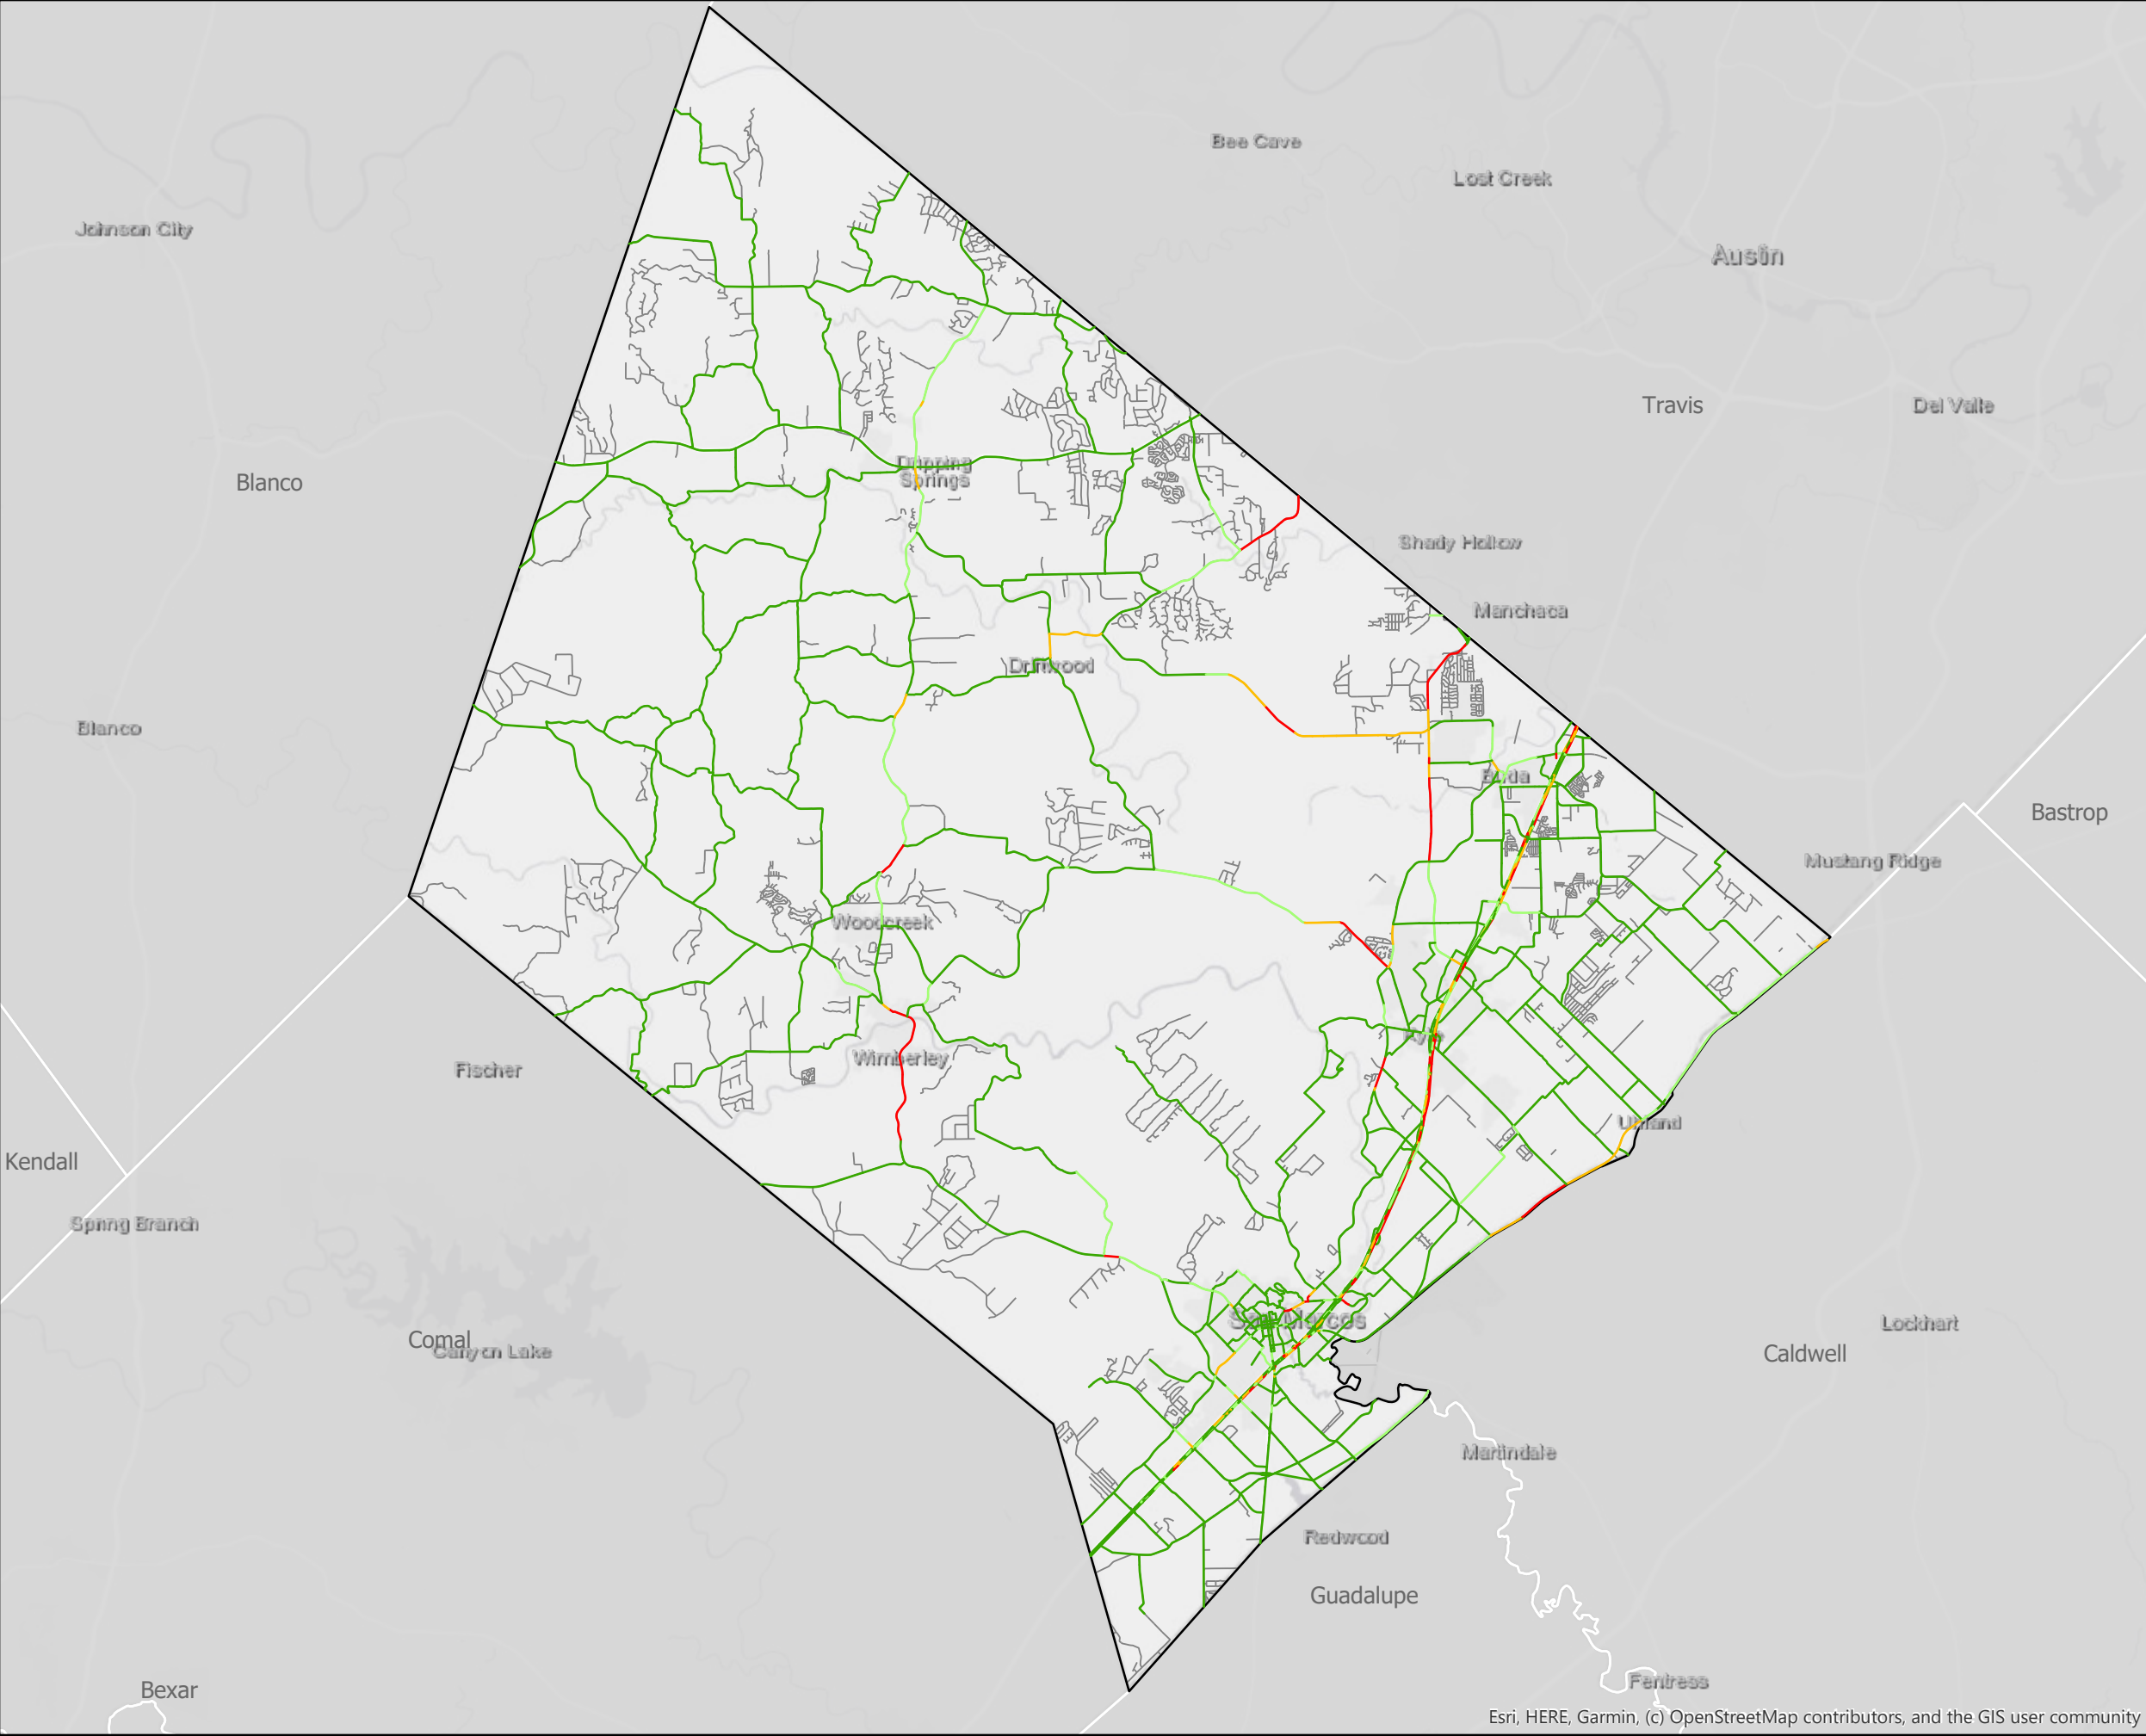 Bee Cave
Lost Creek
Johnson City
Austin
Travis
Del Valle
Dripping
Springs
Blanco
Shady Hollow
Manchaca
Driftwood
Blanco
Buda
Bastrop
Mustang Ridge
Woodcreek
Kyle
Wimberley
Fischer
Uhland
Kendall
Spring Branch
San Marcos
Lockhart
Comal
Canyon Lake
Caldwell
Martindale
Redwood
Guadalupe
Fentress
Bexar
Esri, HERE, Garmin, (c) OpenStreetMap contributors, and the GIS user community